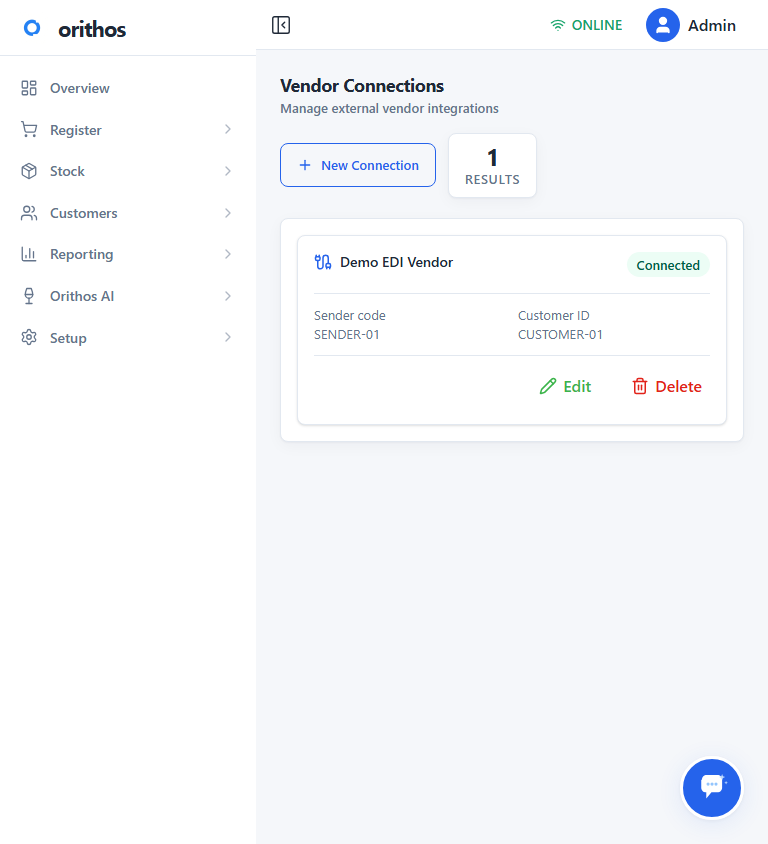 orithos
ONLINE
Admin
Overview
Register
Stock
Customers
Reporting
Orithos AI
Setup
Vendor Connections
Manage external vendor integrations
New Connection
1
RESULTS
Demo EDI Vendor
Connected
Sender code
SENDER-01
Customer ID
CUSTOMER-01
Edit
Delete